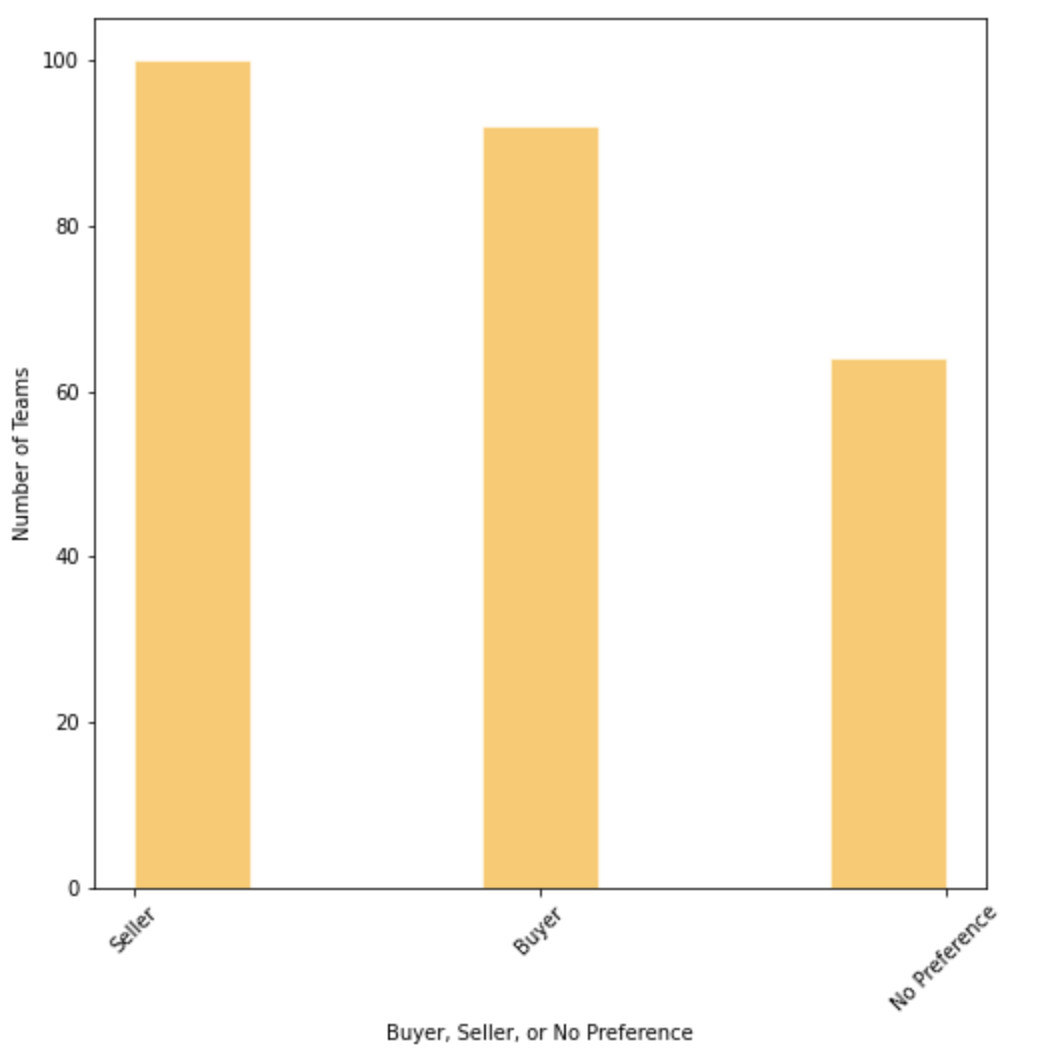 100
80
60
40
20
0
Number of Teams
Seller
Buyer
No Preference
Buyer, Seller, or No Preference